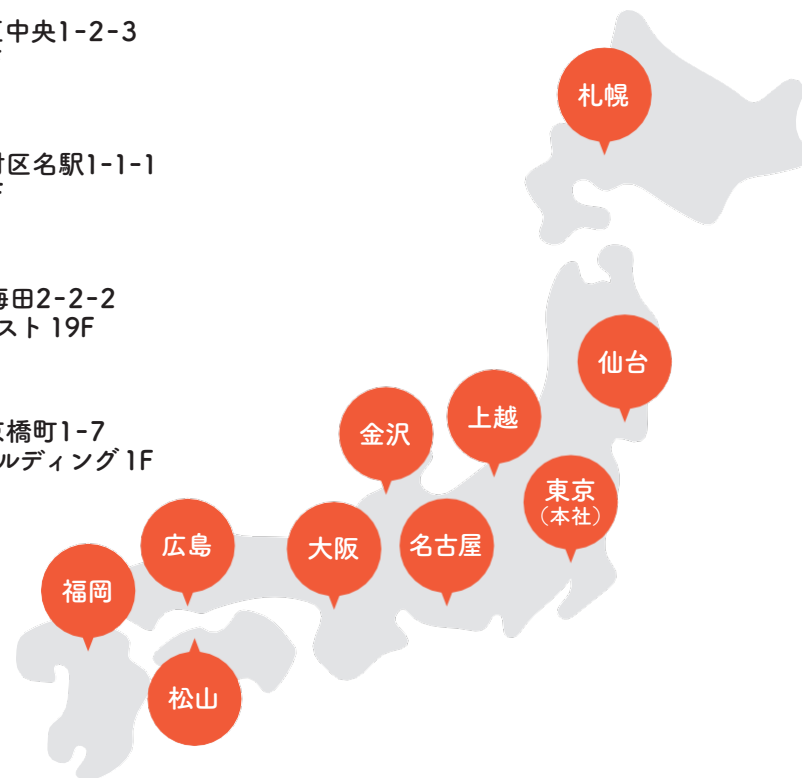 中央1-2-3
区名駅1-1-1
田2-2-2
スト 19F
橋町1-7
ルディング 1F
札幌
仙台
上越
金沢
東京
（本社）
名古屋
大阪
広島
福岡
松山